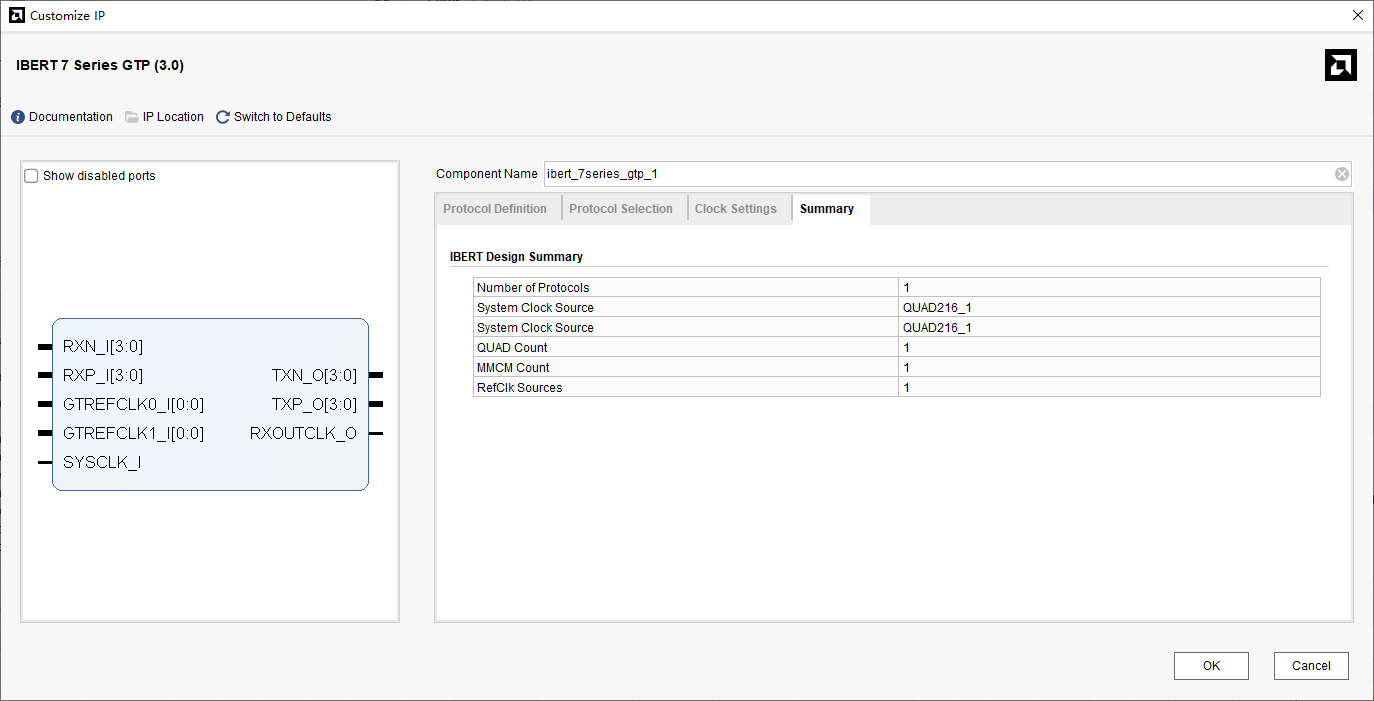 Customize IP
IBERT 7 Series GTP (3.0)
Documentation IP Location Switch to Defaults
Show disabled ports
RXN_I[3:0]
RXP_I[3:0] TXN_O[3:0]
GTREFCLK0_I[0:0] TXP_O[3:0]
GTREFCLK1_I[0:0] RXOUTCLK_O
SYSCLK_I
Component Name ibert_7series_gtp_1
Protocol Definition Protocol Selection Clock Settings Summary
IBERT Design Summary
Number of Protocols 1
System Clock Source QUAD216_1
System Clock Source QUAD216_1
QUAD Count 1
MMCM Count 1
RefClk Sources 1
OK Cancel